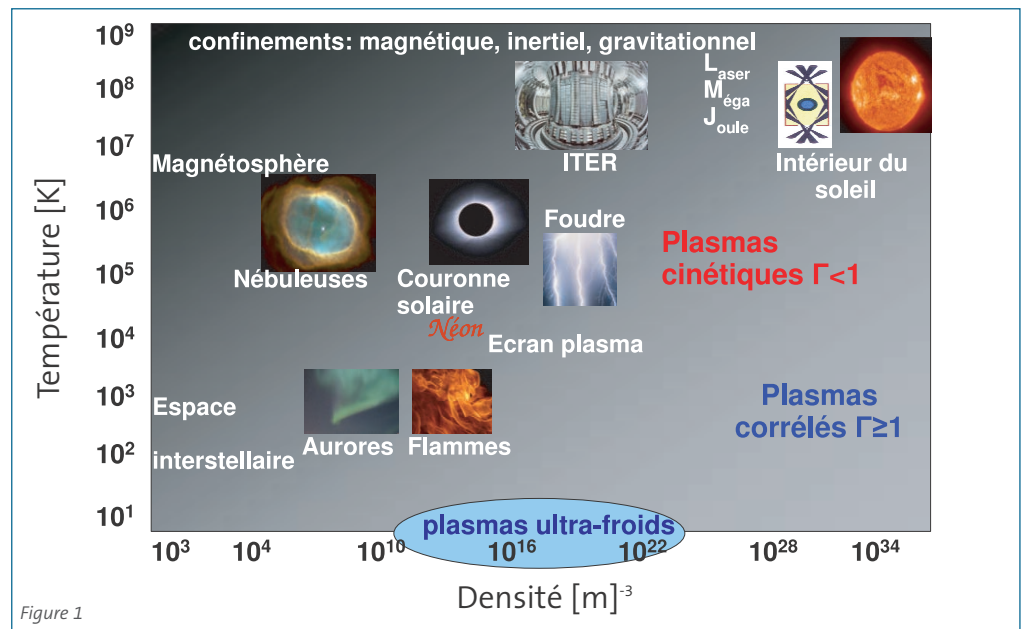 10⁹
confinements: magnétique, inertiel, gravitationnel
10⁸
Laser
Méga
Joule
10⁷
Magnétosphère
ITER
Intérieur du
soleil
10⁶
Foudre
Plasmas
cinétiques Γ<1
10⁵
Nébuleuses
Couronne
solaire
Néon
10⁴
Ecran plasma
10³
Espace
Plasmas
corrélés Γ≥1
Aurores
Flammes
10²
interstellaire
10¹
plasmas ultra-froids
10³ 10⁴ 10¹⁰ 10¹⁶ 10²² 10²⁸ 10³⁴
Température [K]
Densité [m]⁻³
Figure 1